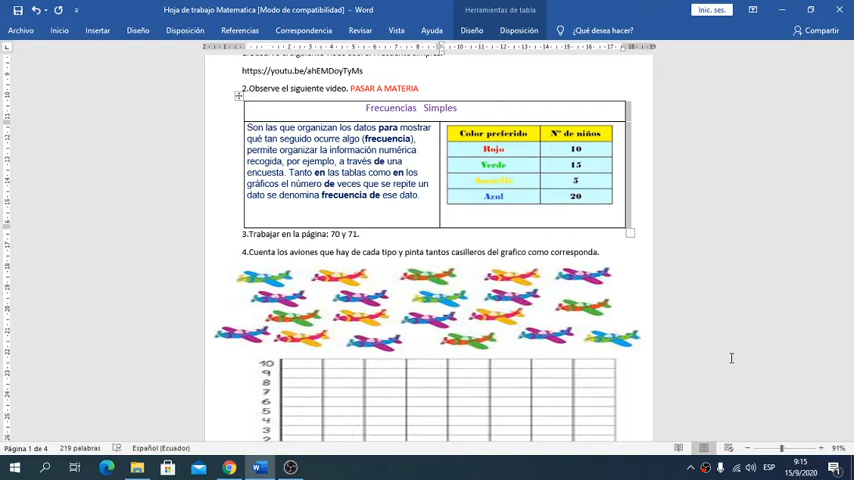 Hoja de trabajo Matematica [Modo de compatibilidad] - Word
Herramientas de tabla
Inic. ses.
Archivo Inicio Insertar Diseño Disposición Referencias Correspondencia Revisar Vista Ayuda Diseño Disposición ¿Qué desea hacer? Compartir
https://youtu.be/ahEMDoyTyMs
2.Observe el siguiente video. PASAR A MATERIA
Frecuencias Simples
Son las que organizan los datos para mostrar
qué tan seguido ocurre algo (frecuencia),
permite organizar la información numérica
recogida, por ejemplo, a través de una
encuesta. Tanto en las tablas como en los
gráficos el número de veces que se repite un
dato se denomina frecuencia de ese dato.
Color preferido Nº de niños
Rojo 10
Verde 15
Amarillo 5
Azul 20
3.Trabajar en la página: 70 y 71.
4.Cuenta los aviones que hay de cada tipo y pinta tantos casilleros del grafico como corresponda.
10
9
8
7
6
5
4
3
2
Página 1 de 4 219 palabras Español (Ecuador) 91%
ESP
9:15
15/9/2020